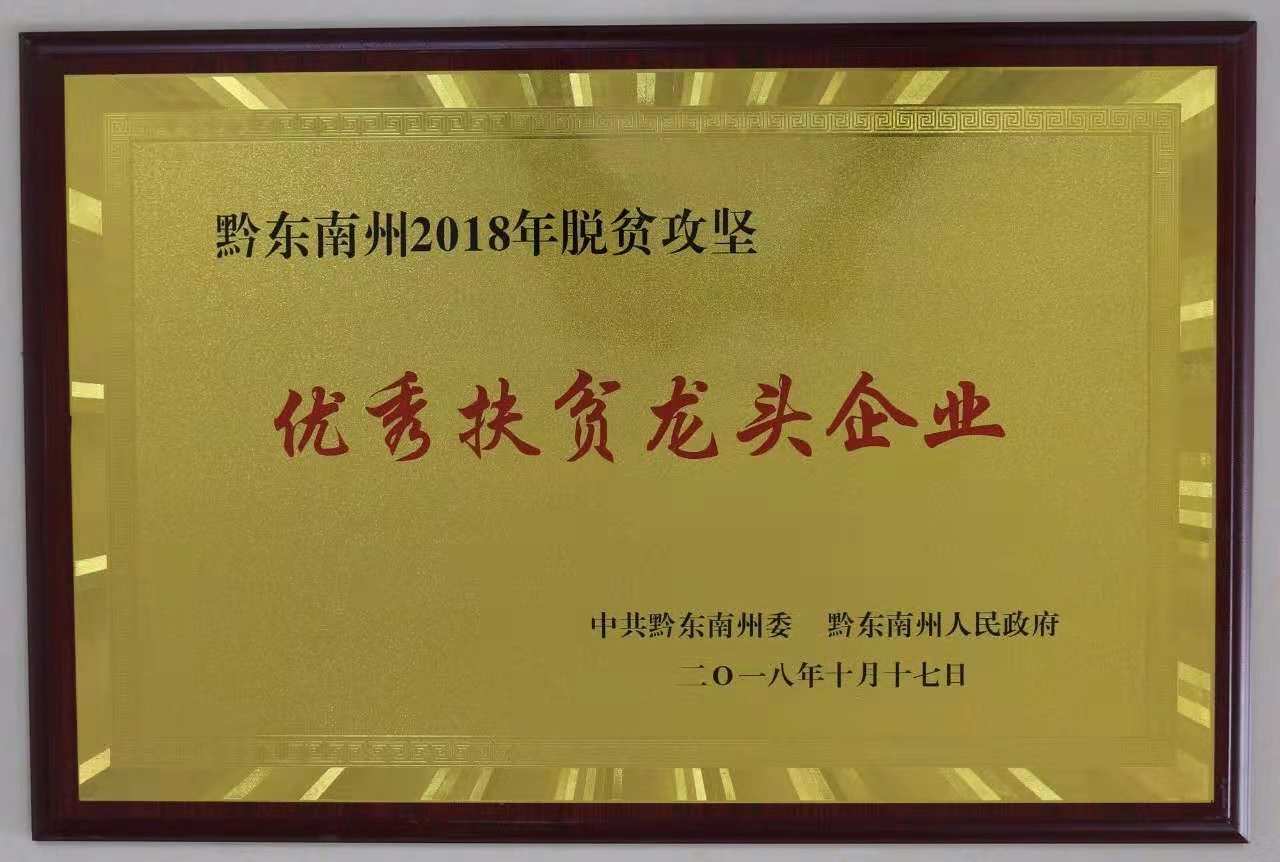 黔东南州2018年脱贫攻坚
优秀扶贫龙头企业
中共黔东南州委　黔东南州人民政府
二O一八年十月十七日